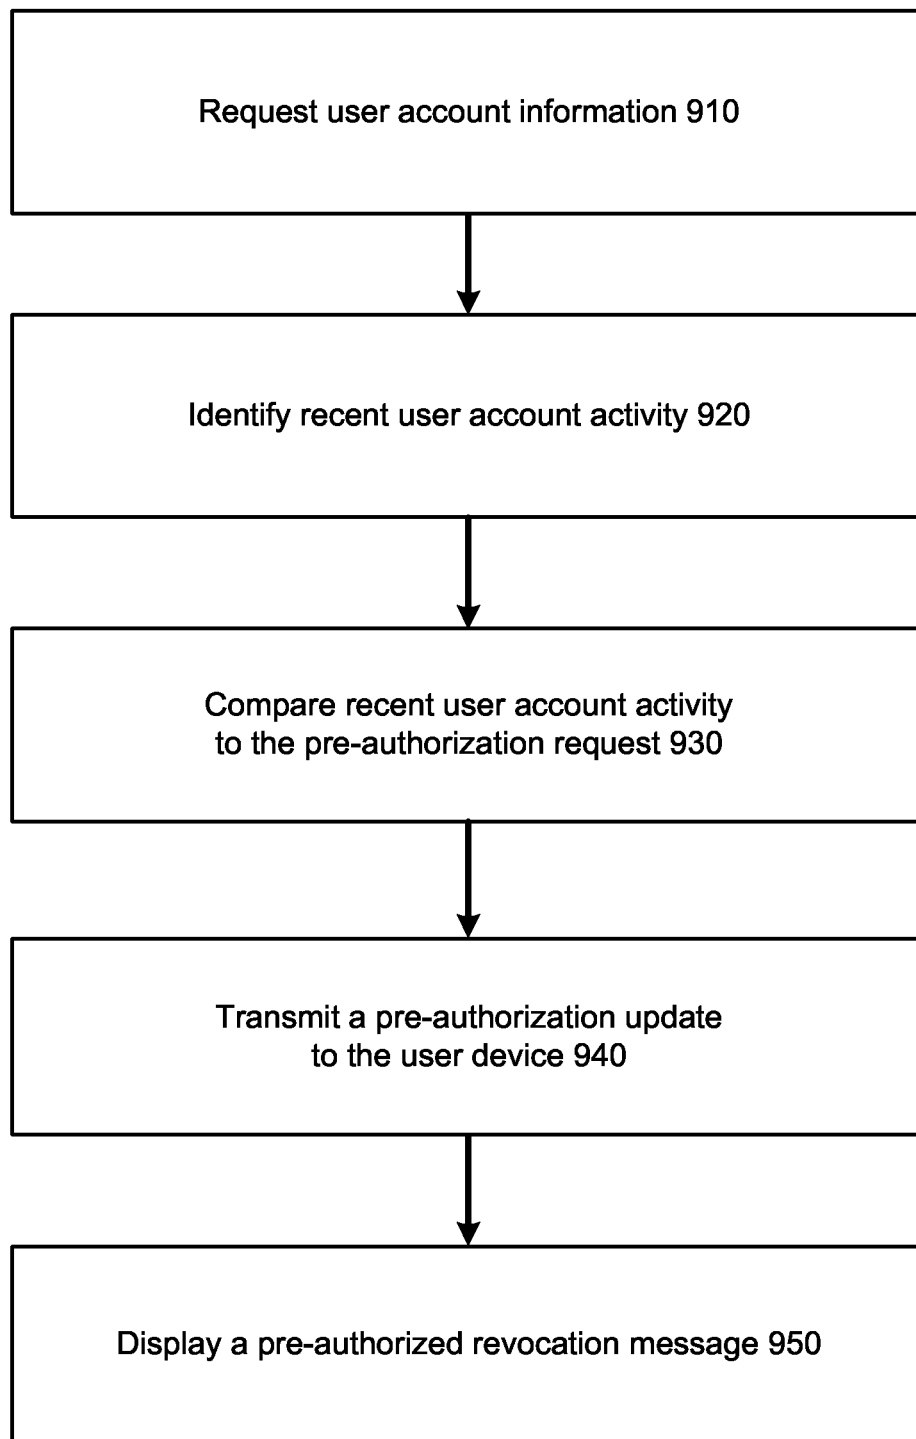 Request user account information 910
Identify recent user account activity 920
Compare recent user account activity
to the pre-authorization request 930
Transmit a pre-authorization update
to the user device 940
Display a pre-authorized revocation message 950